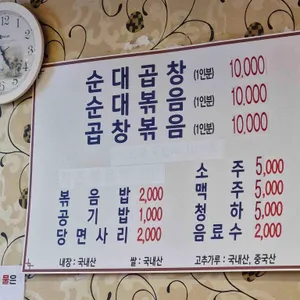 순대곱창 (1인분) 10,000
순대볶음 (1인분) 10,000
곱창볶음 (1인분) 10,000
볶음밥 2,000
공기밥 1,000
당면사리 2,000
소주 5,000
맥주 5,000
청하 5,000
음료수 2,000
내장 : 국내산 쌀 : 국내산 고추가루 : 국내산, 중국산
물은